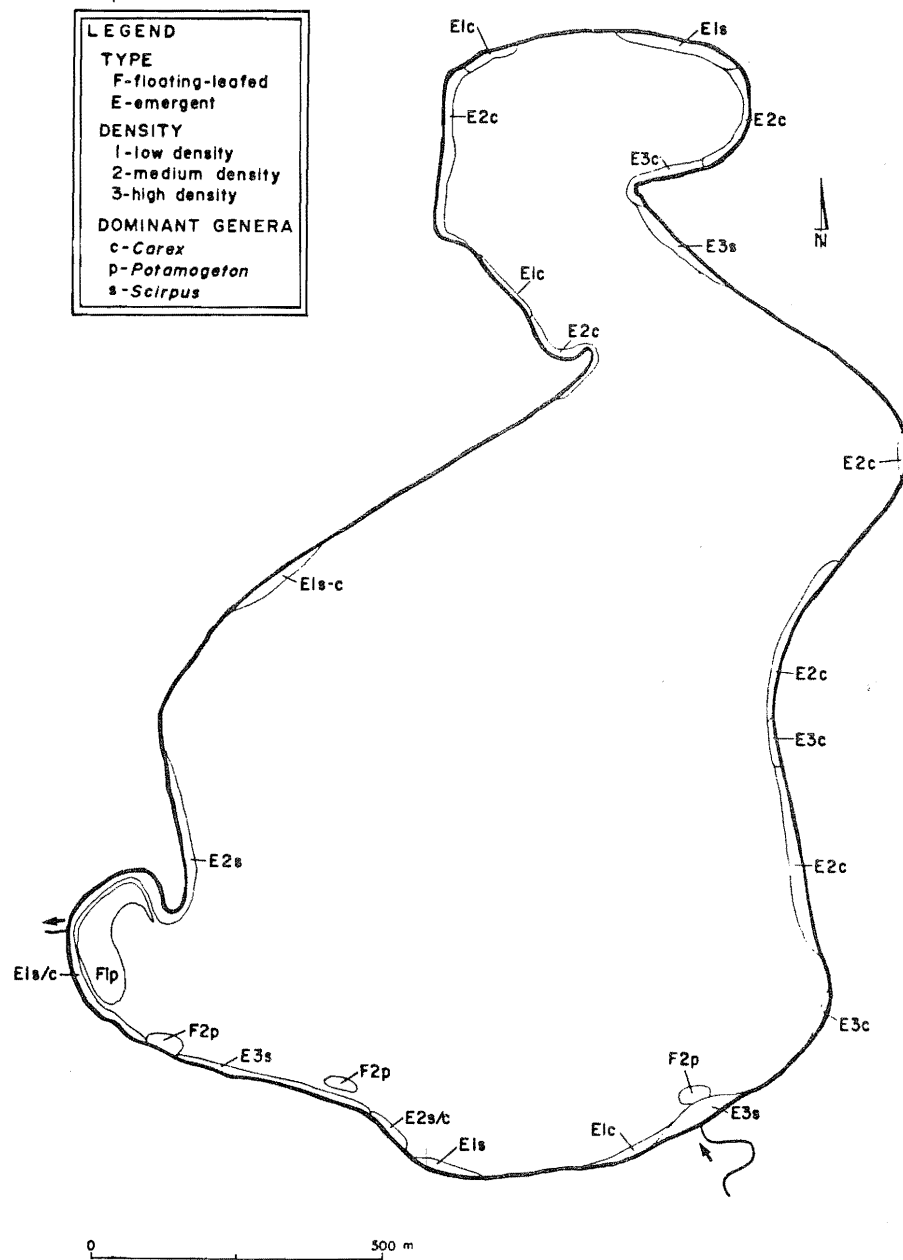 LEGEND
TYPE
F-floating-leafed
E-emergent
DENSITY
1-low density
2-medium density
3-high density
DOMINANT GENERA
c-Carex
p-Potamogeton
s-Scirpus
E1c
E1s
E2c
E2c
E3c
N
E3s
E1c
E2c
E2c
E1s-c
E2c
E3c
E2s
E2c
E1s/c
F1p
F2p
E3c
E3s
F2p
F2p
E2s/c
E3s
E1c
E1s
0 500 m